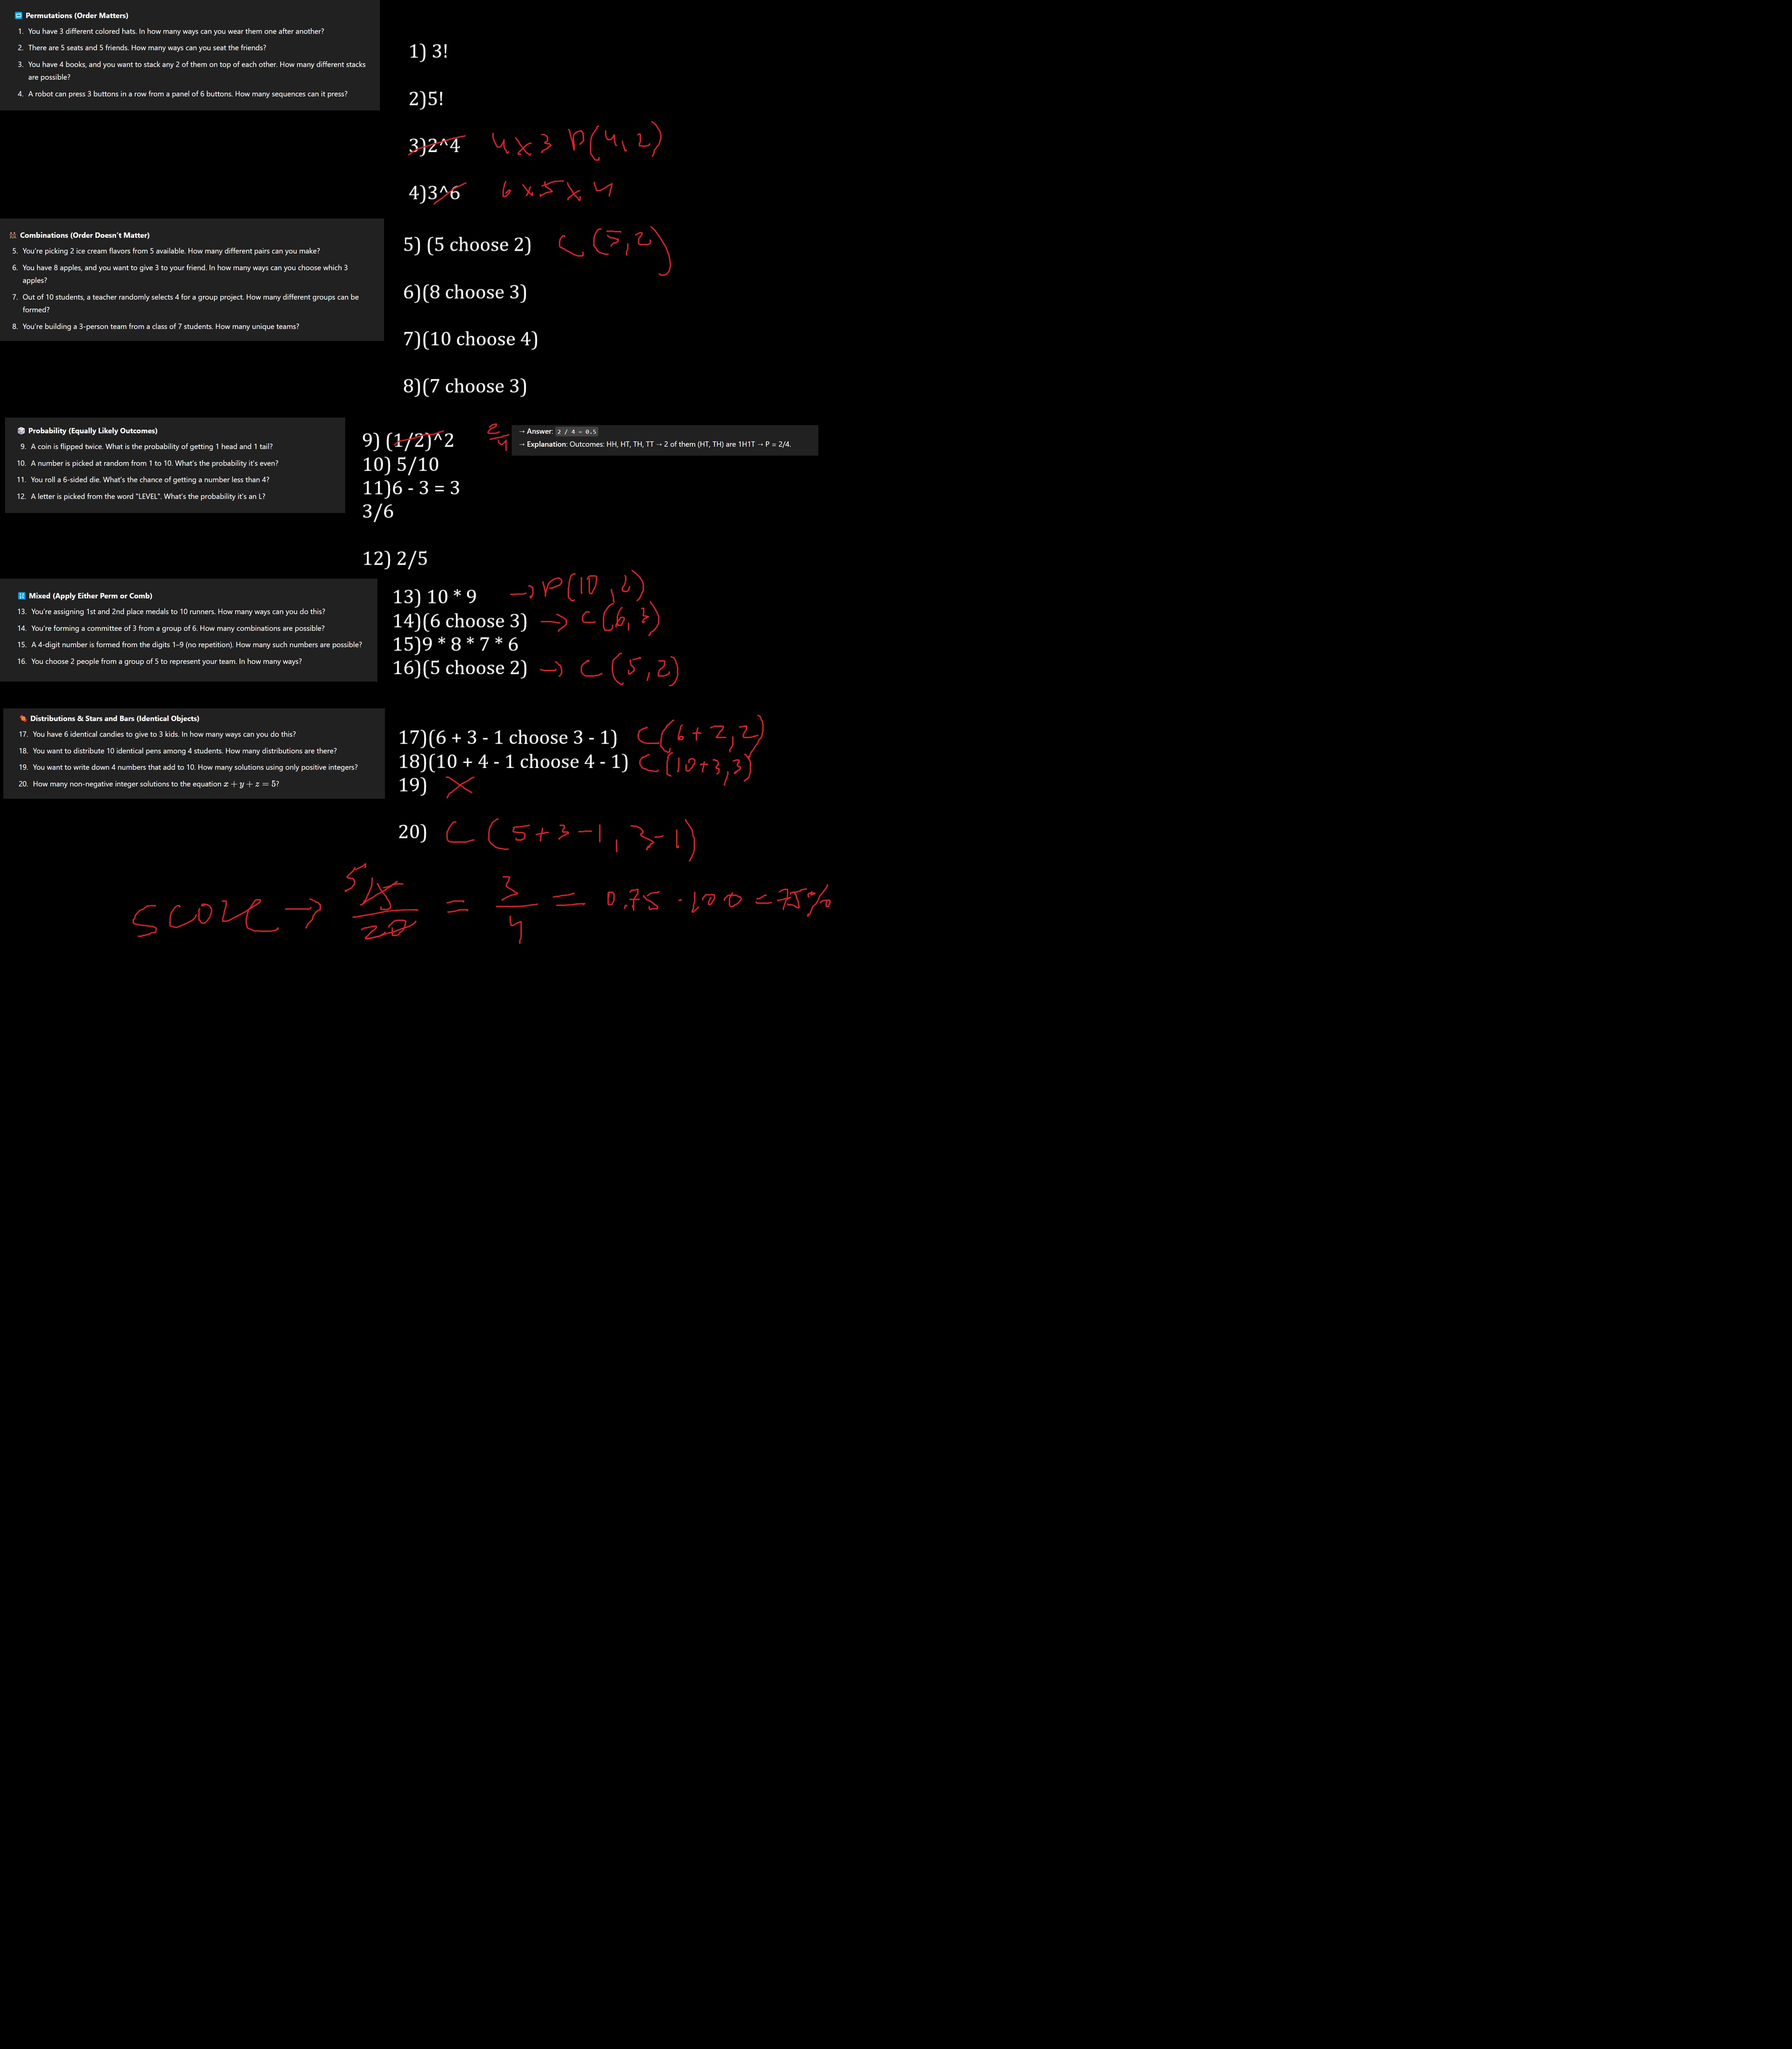 Permutations (Order Matters)
1. You have 3 different colored hats. In how many ways can you wear them one after another?
2. There are 5 seats and 5 friends. How many ways can you seat the friends?
3. You have 4 books, and you want to stack any 2 of them on top of each other. How many different stacks
are possible?
4. A robot can press 3 buttons in a row from a panel of 6 buttons. How many sequences can it press?
1) 3!
2)5!
3)2^4 4 x 3 P(4, 2)
4)3^6 6 x 5 x 4
Combinations (Order Doesn't Matter)
5. You're picking 2 ice cream flavors from 5 available. How many different pairs can you make?
6. You have 8 apples, and you want to give 3 to your friend. In how many ways can you choose which 3
apples?
7. Out of 10 students, a teacher randomly selects 4 for a group project. How many different groups can be
formed?
8. You're building a 3-person team from a class of 7 students. How many unique teams?
5) (5 choose 2) C (5, 2)
6)(8 choose 3)
7)(10 choose 4)
8)(7 choose 3)
Probability (Equally Likely Outcomes)
9. A coin is flipped twice. What is the probability of getting 1 head and 1 tail?
10. A number is picked at random from 1 to 10. What's the probability it's even?
11. You roll a 6-sided die. What's the chance of getting a number less than 4?
12. A letter is picked from the word "LEVEL". What's the probability it's an L?
9) (1/2)^2 2/4
→ Answer: 2 / 4 = 0.5
→ Explanation: Outcomes: HH, HT, TH, TT → 2 of them (HT, TH) are 1H1T → P = 2/4.
10) 5/10
11)6 - 3 = 3
3/6
12) 2/5
Mixed (Apply Either Perm or Comb)
13. You're assigning 1st and 2nd place medals to 10 runners. How many ways can you do this?
14. You're forming a committee of 3 from a group of 6. How many combinations are possible?
15. A 4-digit number is formed from the digits 1–9 (no repetition). How many such numbers are possible?
16. You choose 2 people from a group of 5 to represent your team. In how many ways?
13) 10 * 9 → P(10, 2)
14)(6 choose 3) → C(6, 3)
15)9 * 8 * 7 * 6
16)(5 choose 2) → C (5, 2)
Distributions & Stars and Bars (Identical Objects)
17. You have 6 identical candies to give to 3 kids. In how many ways can you do this?
18. You want to distribute 10 identical pens among 4 students. How many distributions are there?
19. You want to write down 4 numbers that add to 10. How many solutions using only positive integers?
20. How many non-negative integer solutions to the equation x + y + z = 5?
17)(6 + 3 - 1 choose 3 - 1) C(6 + 2, 2)
18)(10 + 4 - 1 choose 4 - 1) C(10+3, 3)
19) X
20) C (5+3-1, 3-1)
score → 5 15/20 = 3/4 = 0.75 · 100 = 75%